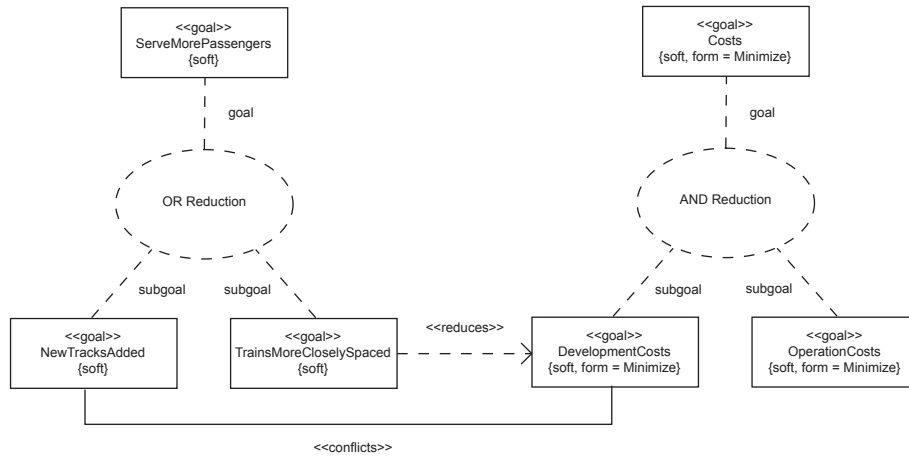 <<goal>>
ServeMorePassengers
{soft}
<<goal>>
Costs
{soft, form = Minimize}
goal
goal
OR Reduction
AND Reduction
subgoal
subgoal
subgoal
subgoal
<<goal>>
NewTracksAdded
{soft}
<<goal>>
TrainsMoreCloselySpaced
{soft}
<<reduces>>
<<goal>>
DevelopmentCosts
{soft, form = Minimize}
<<goal>>
OperationCosts
{soft, form = Minimize}
<<conflicts>>